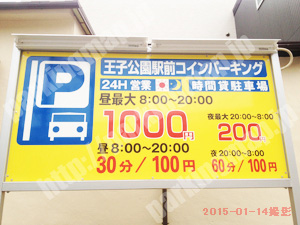 王子公園駅前コインパーキング
P
24H営業 時間貸駐車場
昼最大 8:00〜20:00
1000円
夜最大 20:00〜8:00
200円
昼 8:00〜20:00
30分/100円
夜 20:00〜8:00
60分/100円
2015-01-14撮影